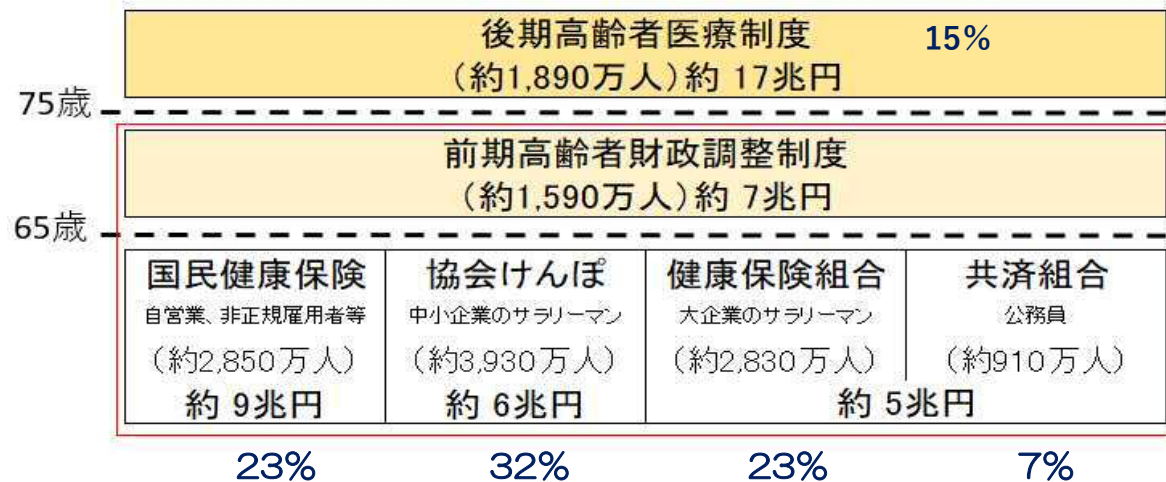 後期高齢者医療制度 15%
（約1,890万人）約 17兆円
75歳
前期高齢者財政調整制度
（約1,590万人）約 7兆円
65歳
国民健康保険
自営業、非正規雇用者等
（約2,850万人）
約 9兆円
協会けんぽ
中小企業のサラリーマン
（約3,930万人）
約 6兆円
健康保険組合
大企業のサラリーマン
（約2,830万人）
共済組合
公務員
（約910万人）
約 5兆円
23%
32%
23%
7%